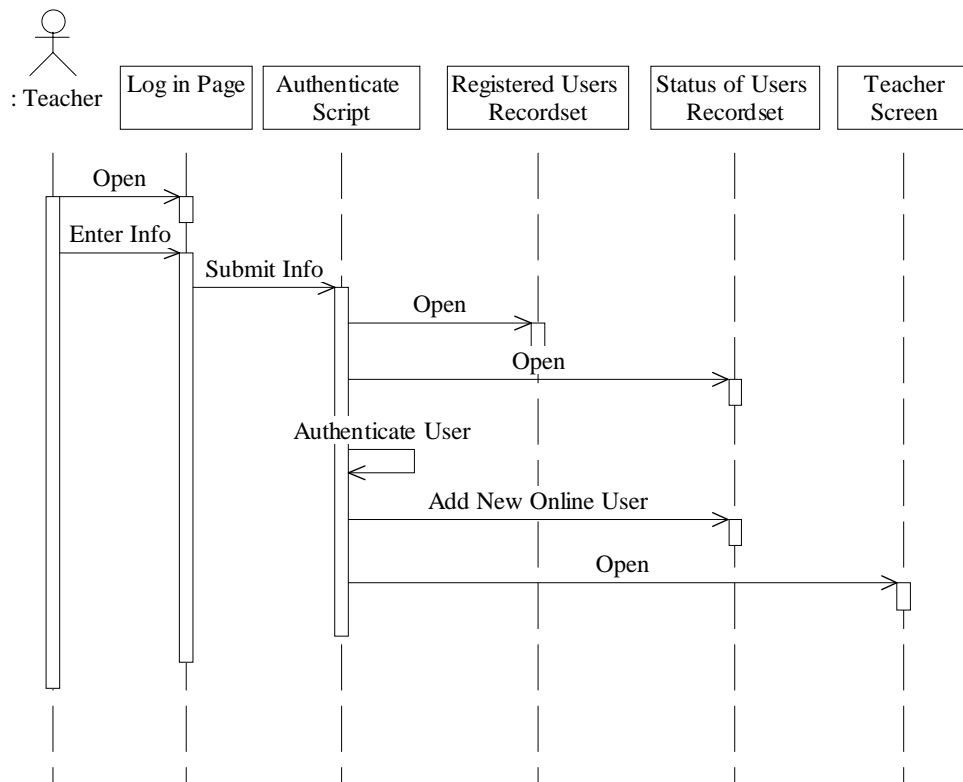 : Teacher
Log in Page
Authenticate
Script
Registered Users
Recordset
Status of Users
Recordset
Teacher
Screen
Open
Enter Info
Submit Info
Open
Open
Authenticate User
Add New Online User
Open